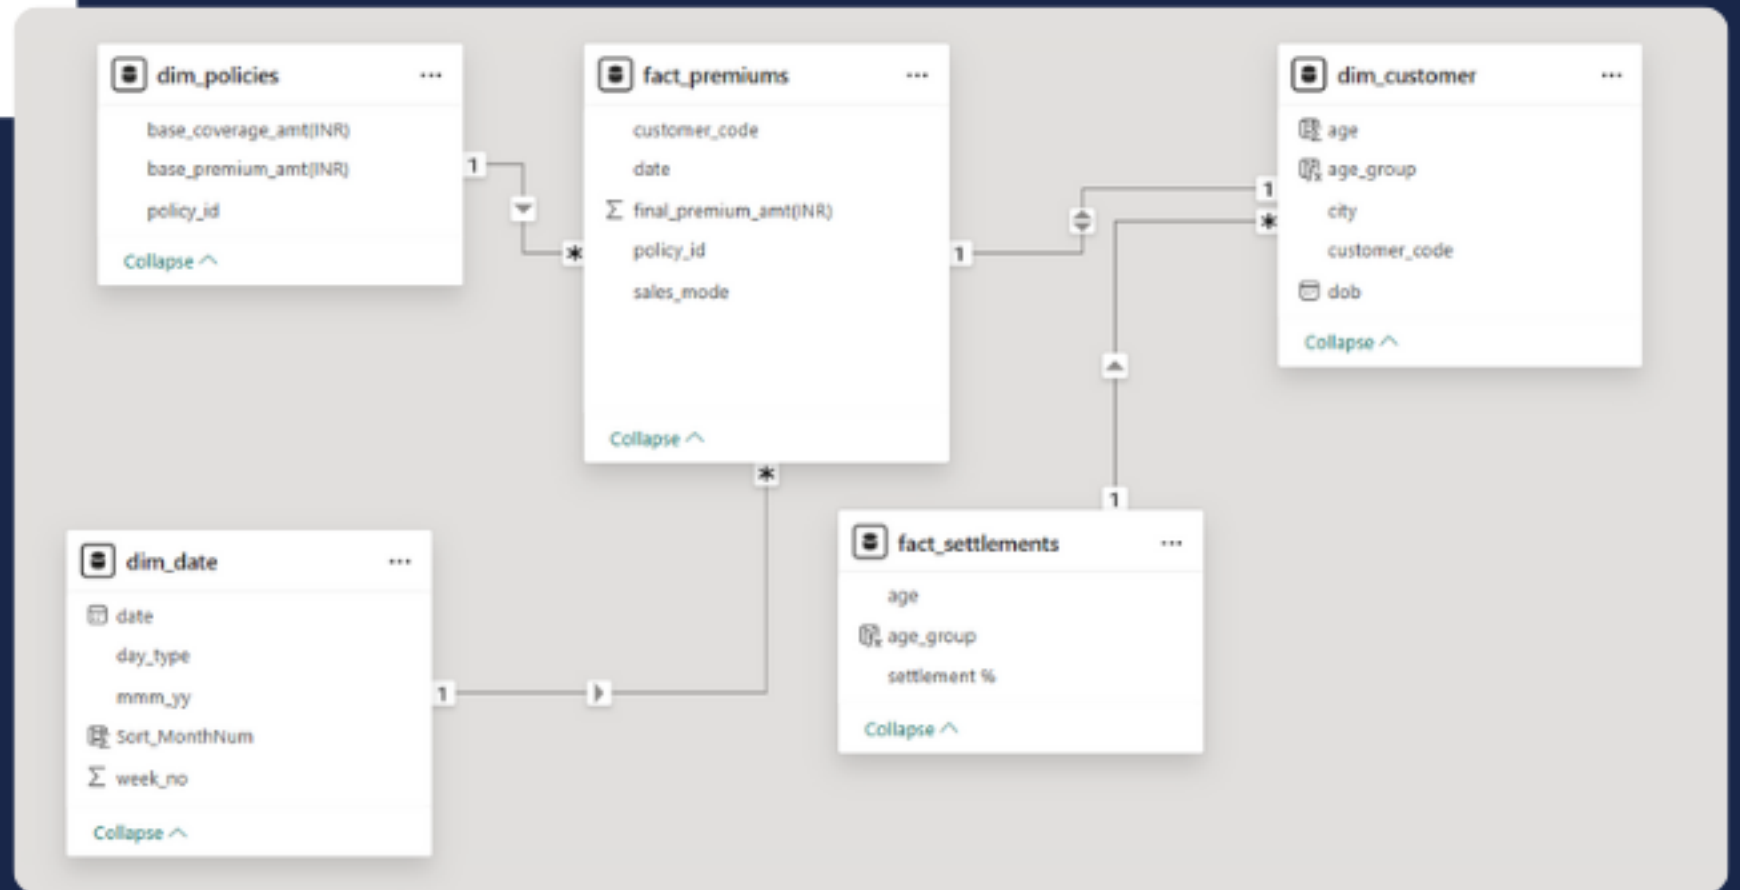 dim_policies ...
base_coverage_amt(INR)
base_premium_amt(INR)
policy_id
Collapse
fact_premiums ...
customer_code
date
Σ final_premium_amt(INR)
policy_id
sales_mode
Collapse
dim_customer ...
age
age_group
city
customer_code
dob
Collapse
1
*
1
1
*
*
1
1
dim_date ...
date
day_type
mmm_yy
Sort_MonthNum
Σ week_no
Collapse
fact_settlements ...
age
age_group
settlement %
Collapse